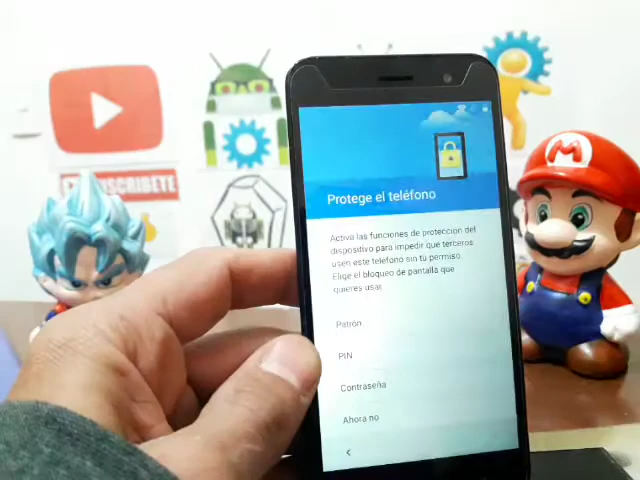 SUSCRIBETE
Protege el teléfono
Activa las funciones de protección del
dispositivo para impedir que terceros
usen este teléfono sin tu permiso.
Elige el bloqueo de pantalla que
quieres usar.
Patrón
PIN
Contraseña
Ahora no
M